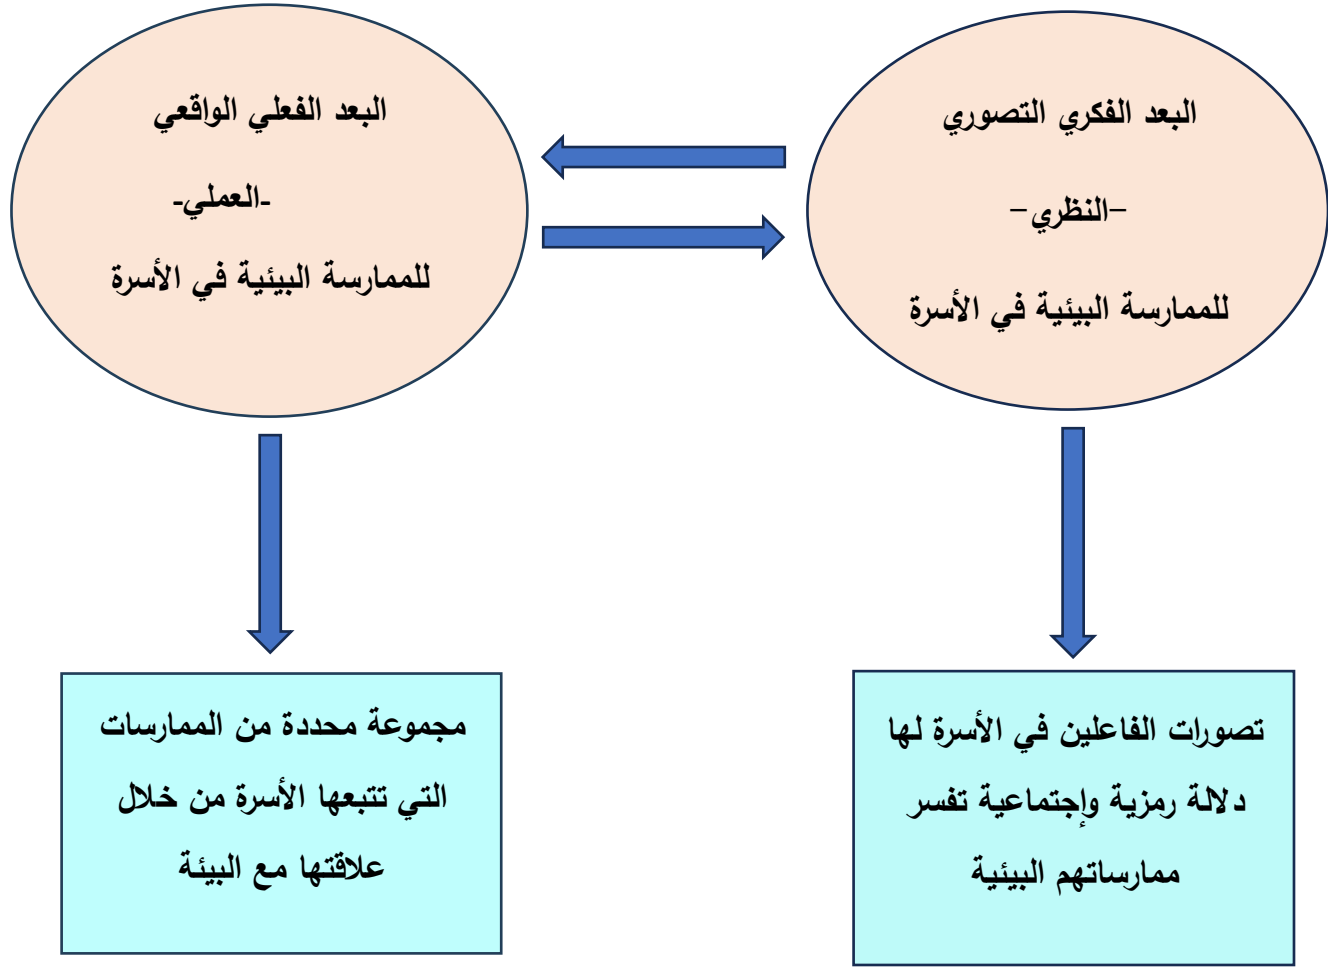 البعد الفكري التصوري
–النظري–
للممارسة البيئية في الأسرة
البعد الفعلي الواقعي
-العملي-
للممارسة البيئية في الأسرة
تصورات الفاعلين في الأسرة لها
دلالة رمزية وإجتماعية تفسر
ممارساتهم البيئية
مجموعة محددة من الممارسات
التي تتبعها الأسرة من خلال
علاقتها مع البيئة